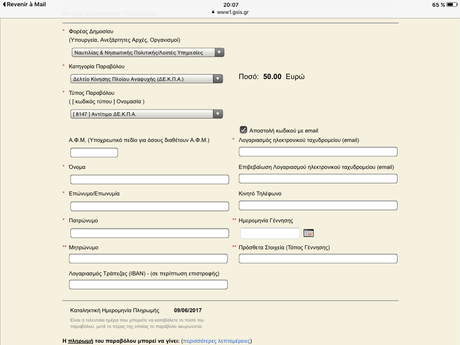 Revenir à Mail
20:07
65 %
www1.gsis.gr
* Φορέας Δημοσίου
(Υπουργεία, Ανεξάρτητες Αρχές, Οργανισμοί)
Ναυτιλίας & Νησιωτικής Πολιτικής/Λοιπές Υπηρεσίες
* Κατηγορία Παραβόλου
Δελτίο Κίνησης Πλοίου Αναψυχής (ΔΕ.Κ.Π.Α.)
Ποσό: 50.00 Ευρώ
* Τύπος Παραβόλου
( [ κωδικός τύπου ] Ονομασία )
[ 8147 ] Αντίτιμο ΔΕ.Κ.Π.Α.
Αποστολή κωδικού με email
Α.Φ.Μ. (Υποχρεωτικό πεδίο για όσους διαθέτουν Α.Φ.Μ.)
* Λογαριασμός ηλεκτρονικού ταχυδρομείου (email)
* Όνομα
Επιβεβαίωση Λογαριασμού ηλεκτρονικού ταχυδρομείου (email)
* Επώνυμο/Επωνυμία
Κινητό Τηλέφωνο
* Πατρώνυμο
** Ημερομηνία Γέννησης
** Μητρώνυμο
** Πρόσθετα Στοιχεία (Τόπος Γέννησης)
Λογαριασμός Τράπεζας (IBAN) - (σε περίπτωση επιστροφής)
Καταληκτική Ημερομηνία Πληρωμής 09/06/2017
Είναι η τελευταία ημέρα που μπορείτε να καταβάλετε το ποσό του
παραβόλου, μετά το πέρας της οποίας το παράβολο ακυρώνεται.
Η πληρωμή του παραβόλου μπορεί να γίνει: (περισσότερες λεπτομέρειες)